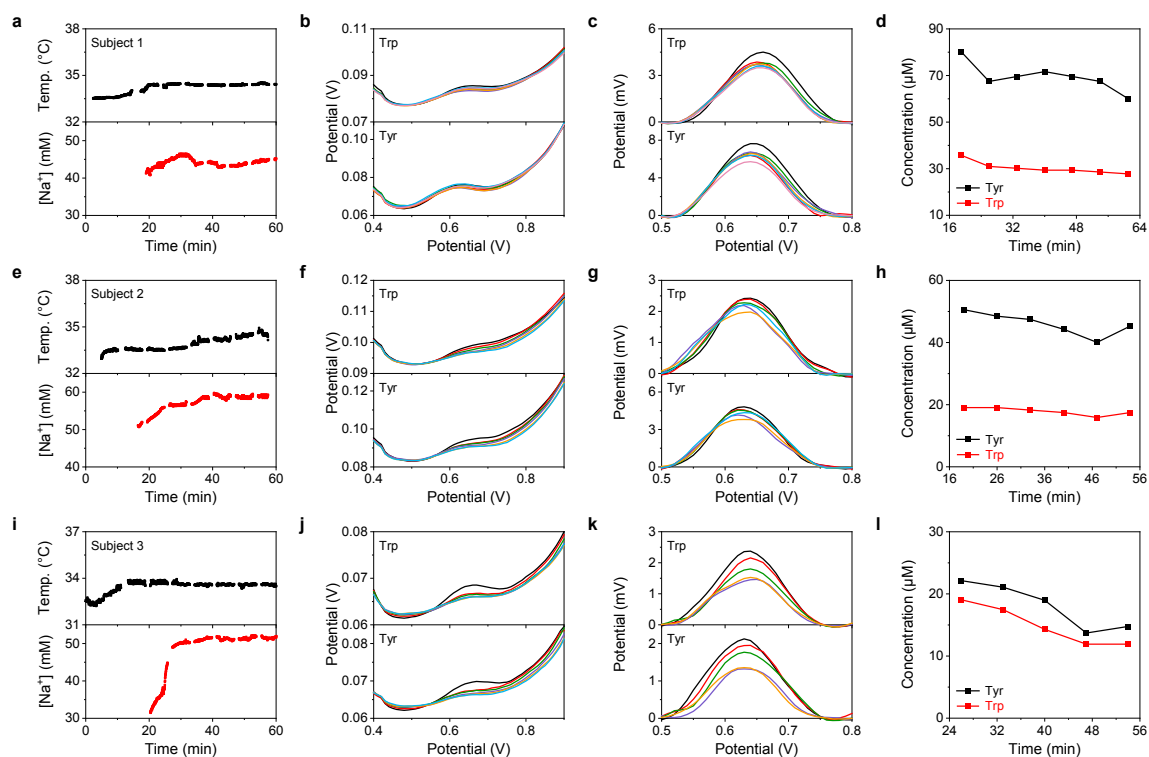 a
38
35
32
Temp. (°C)
Subject 1
50
45
40
30
[Na⁺] (mM)
0 20 40 60
Time (min)
b
0.11
0.09
0.07
Trp
0.10
0.08
0.06
Tyr
Potential (V)
0.4 0.6 0.8
Potential (V)
c
6
3
0
Trp
8
6
4
0
Tyr
Potential (mV)
0.5 0.6 0.7 0.8
Potential (V)
d
90
70
50
30
10
Concentration (µM)
Tyr
Trp
16 32 48 64
Time (min)
e
38
35
32
Temp. (°C)
Subject 2
60
50
40
[Na⁺] (mM)
0 20 40 60
Time (min)
f
0.12
0.11
0.10
0.09
Trp
0.12
0.10
0.08
Tyr
Potential (V)
0.4 0.6 0.8
Potential (V)
g
3
2
1
0
Trp
6
3
0
Tyr
Potential (mV)
0.5 0.6 0.7 0.8
Potential (V)
h
60
40
20
0
Concentration (µM)
Tyr
Trp
16 26 36 46 56
Time (min)
i
37
34
31
Temp. (°C)
Subject 3
50
40
30
[Na⁺] (mM)
0 20 40 60
Time (min)
j
0.08
0.07
0.06
Trp
0.08
0.07
0.06
0.05
Tyr
Potential (V)
0.4 0.6 0.8
Potential (V)
k
3
2
1
0
Trp
2
1
0
Tyr
Potential (mV)
0.5 0.6 0.7 0.8
Potential (V)
l
30
20
10
0
Concentration (µM)
Tyr
Trp
24 32 40 48 56
Time (min)